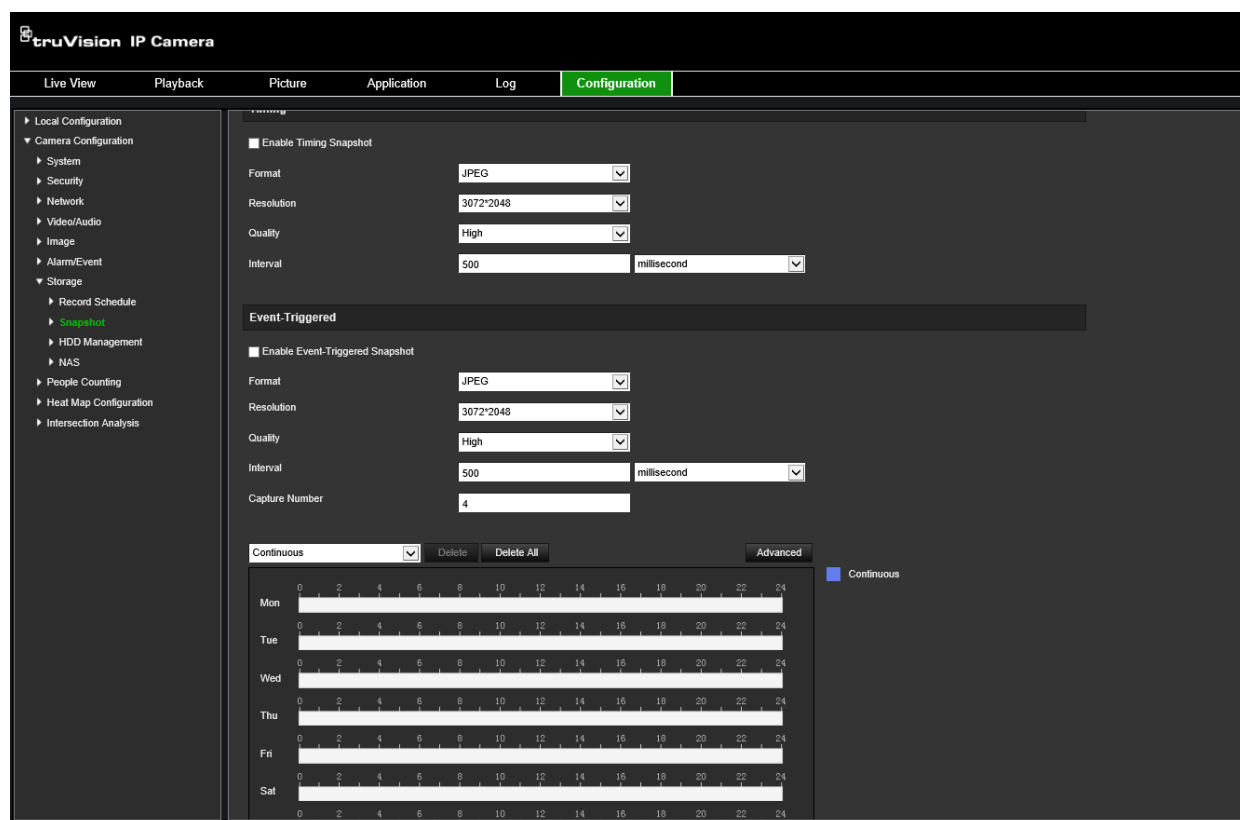 truVision IP Camera
Live View Playback Picture Application Log Configuration
Local Configuration
Camera Configuration
System
Security
Network
Video/Audio
Image
Alarm/Event
Storage
Record Schedule
Snapshot
HDD Management
NAS
People Counting
Heat Map Configuration
Intersection Analysis
Timing
Enable Timing Snapshot
Format JPEG
Resolution 3072*2048
Quality High
Interval 500 millisecond
Event-Triggered
Enable Event-Triggered Snapshot
Format JPEG
Resolution 3072*2048
Quality High
Interval 500 millisecond
Capture Number 4
Continuous Delete Delete All Advanced
Continuous
0 2 4 6 8 10 12 14 16 18 20 22 24
Mon
0 2 4 6 8 10 12 14 16 18 20 22 24
Tue
0 2 4 6 8 10 12 14 16 18 20 22 24
Wed
0 2 4 6 8 10 12 14 16 18 20 22 24
Thu
0 2 4 6 8 10 12 14 16 18 20 22 24
Fri
0 2 4 6 8 10 12 14 16 18 20 22 24
Sat
0 2 4 6 8 10 12 14 16 18 20 22 24